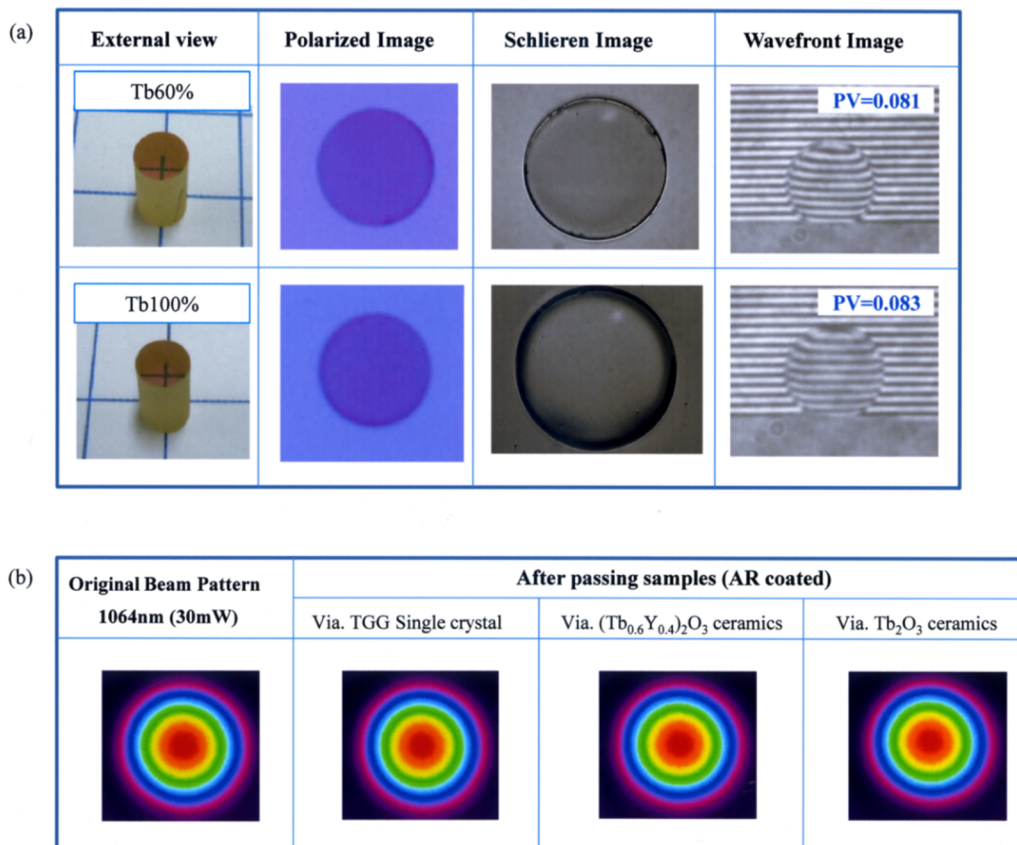 (a)
External view Polarized Image Schlieren Image Wavefront Image
Tb60%
PV=0.081
Tb100%
PV=0.083
(b)
Original Beam Pattern
1064nm (30mW)
After passing samples (AR coated)
Via. TGG Single crystal Via. (Tb₀.₆Y₀.₄)₂O₃ ceramics Via. Tb₂O₃ ceramics